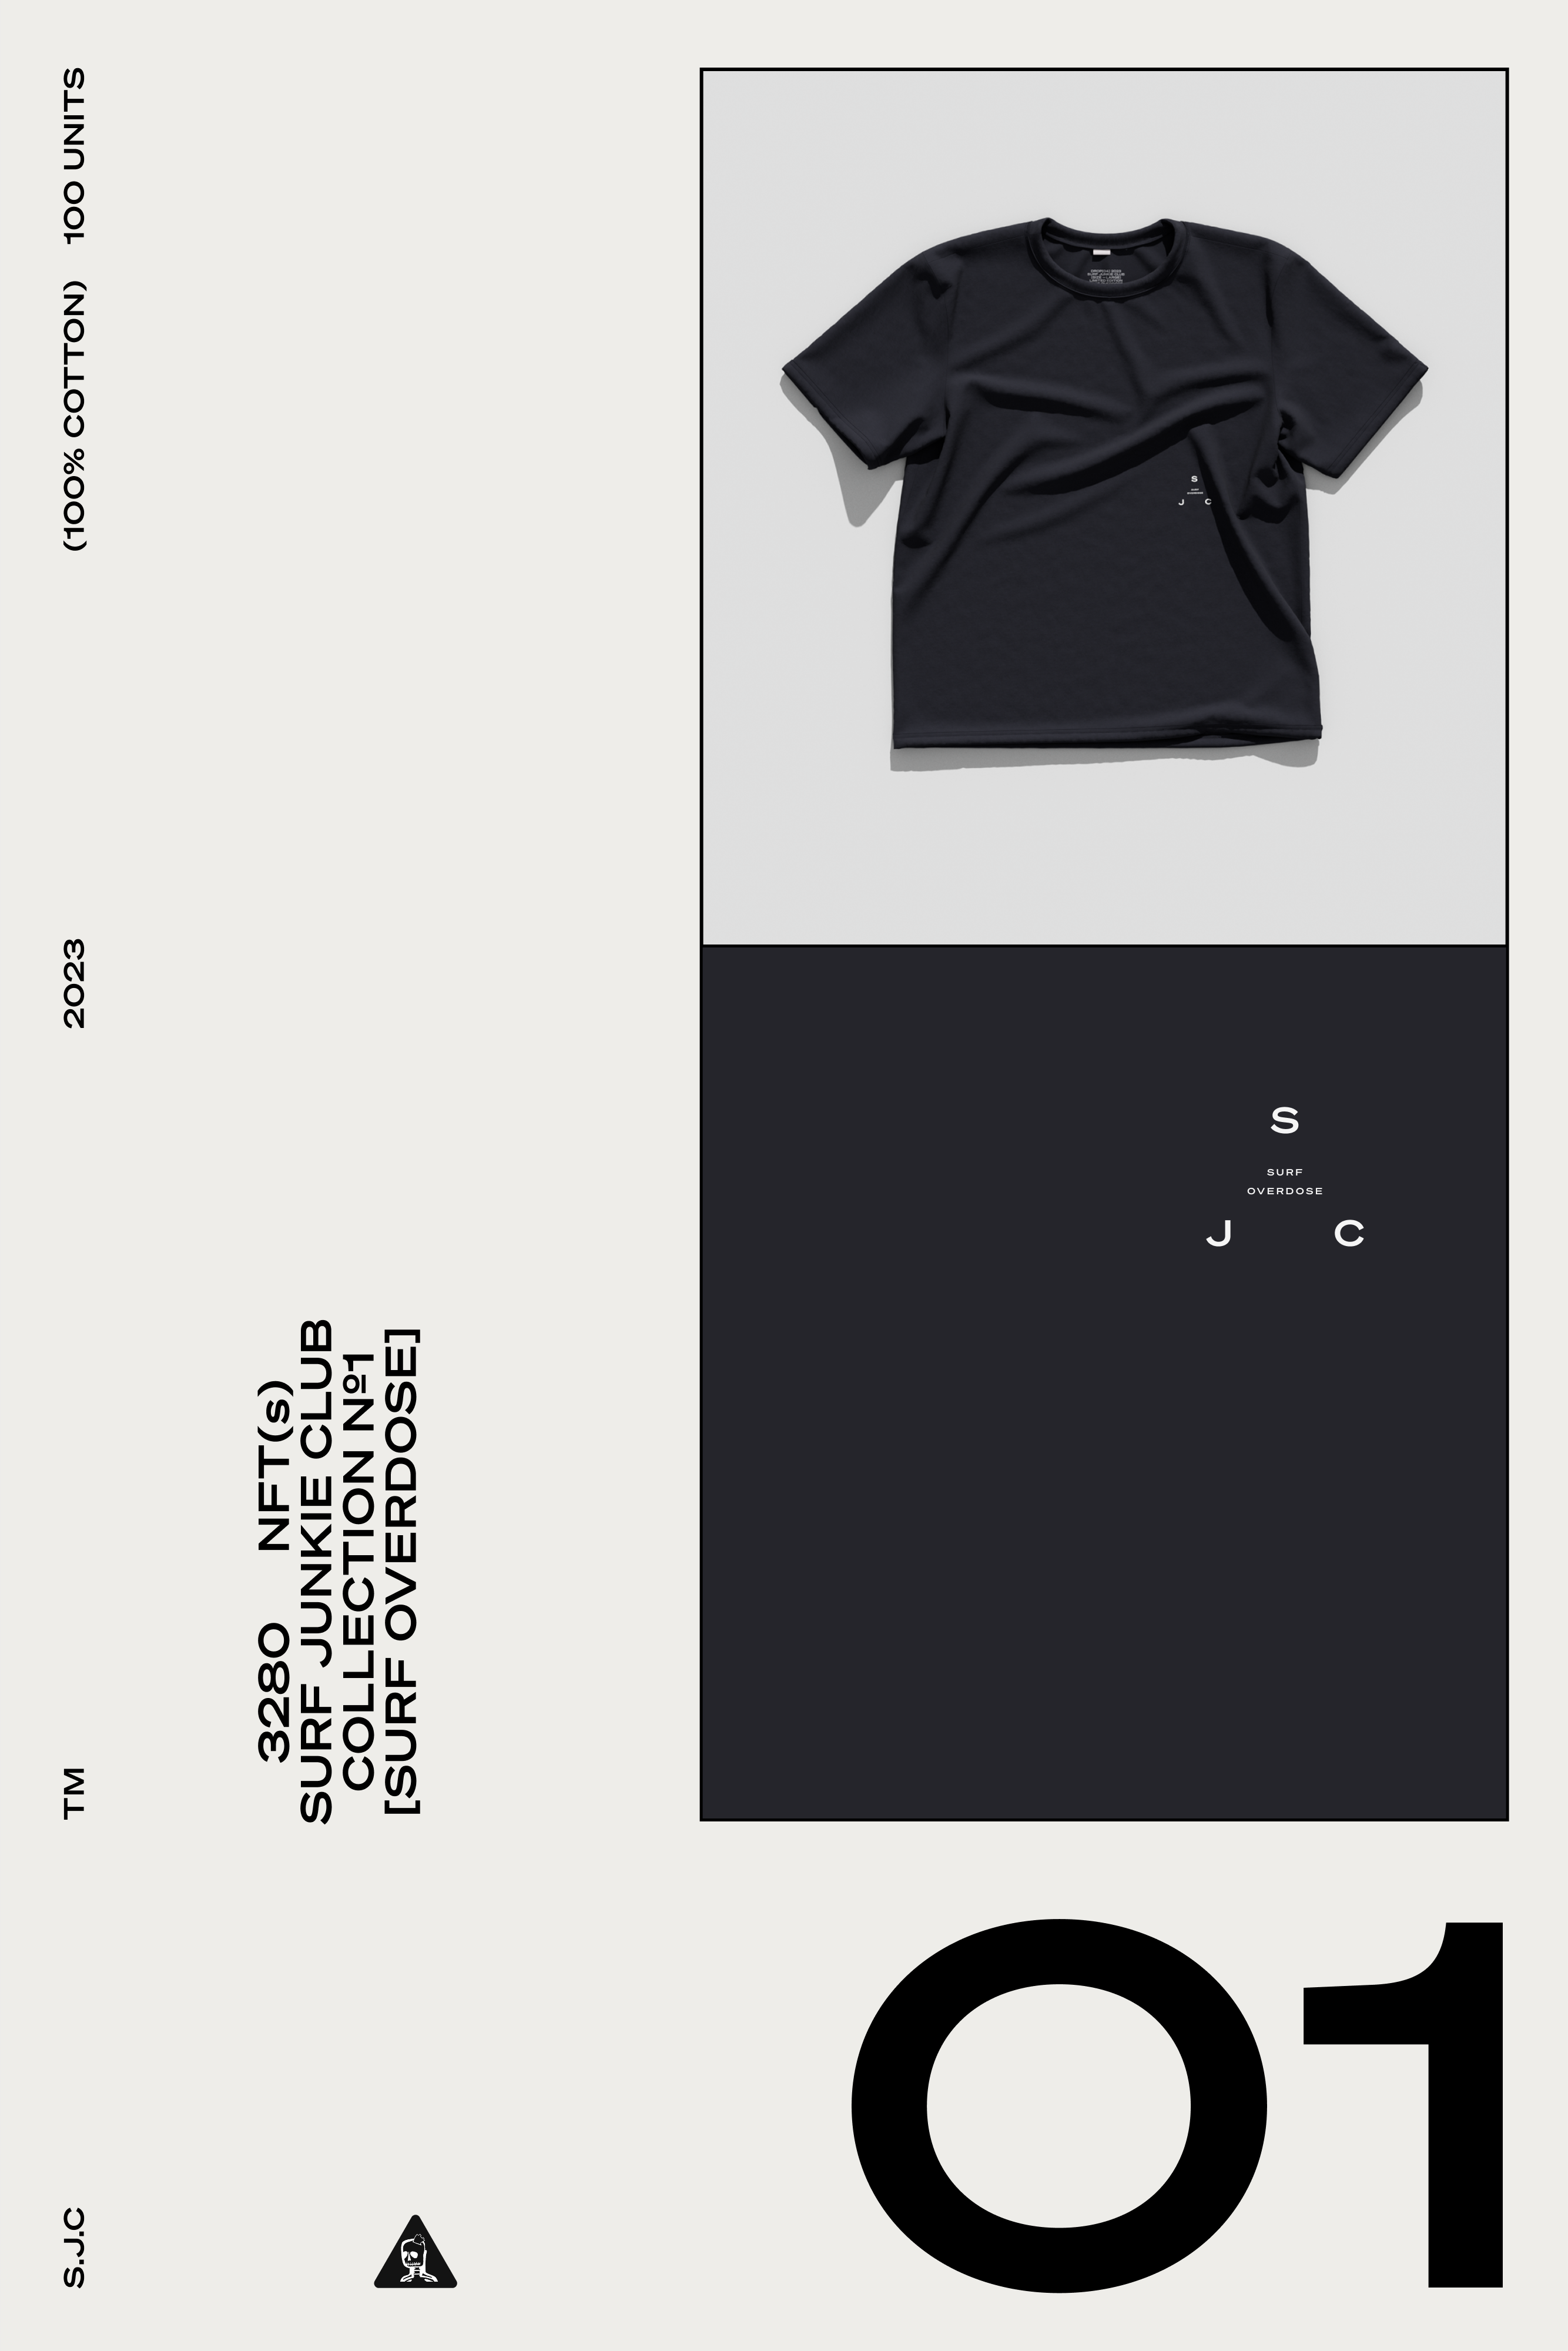 S.J.C
TM
2023
(100% COTTON)
100 UNITS
3280 NFT(s)
SURF JUNKIE CLUB
COLLECTION Nº1
[SURF OVERDOSE]
S
J C
S
SURF
OVERDOSE
J C
01